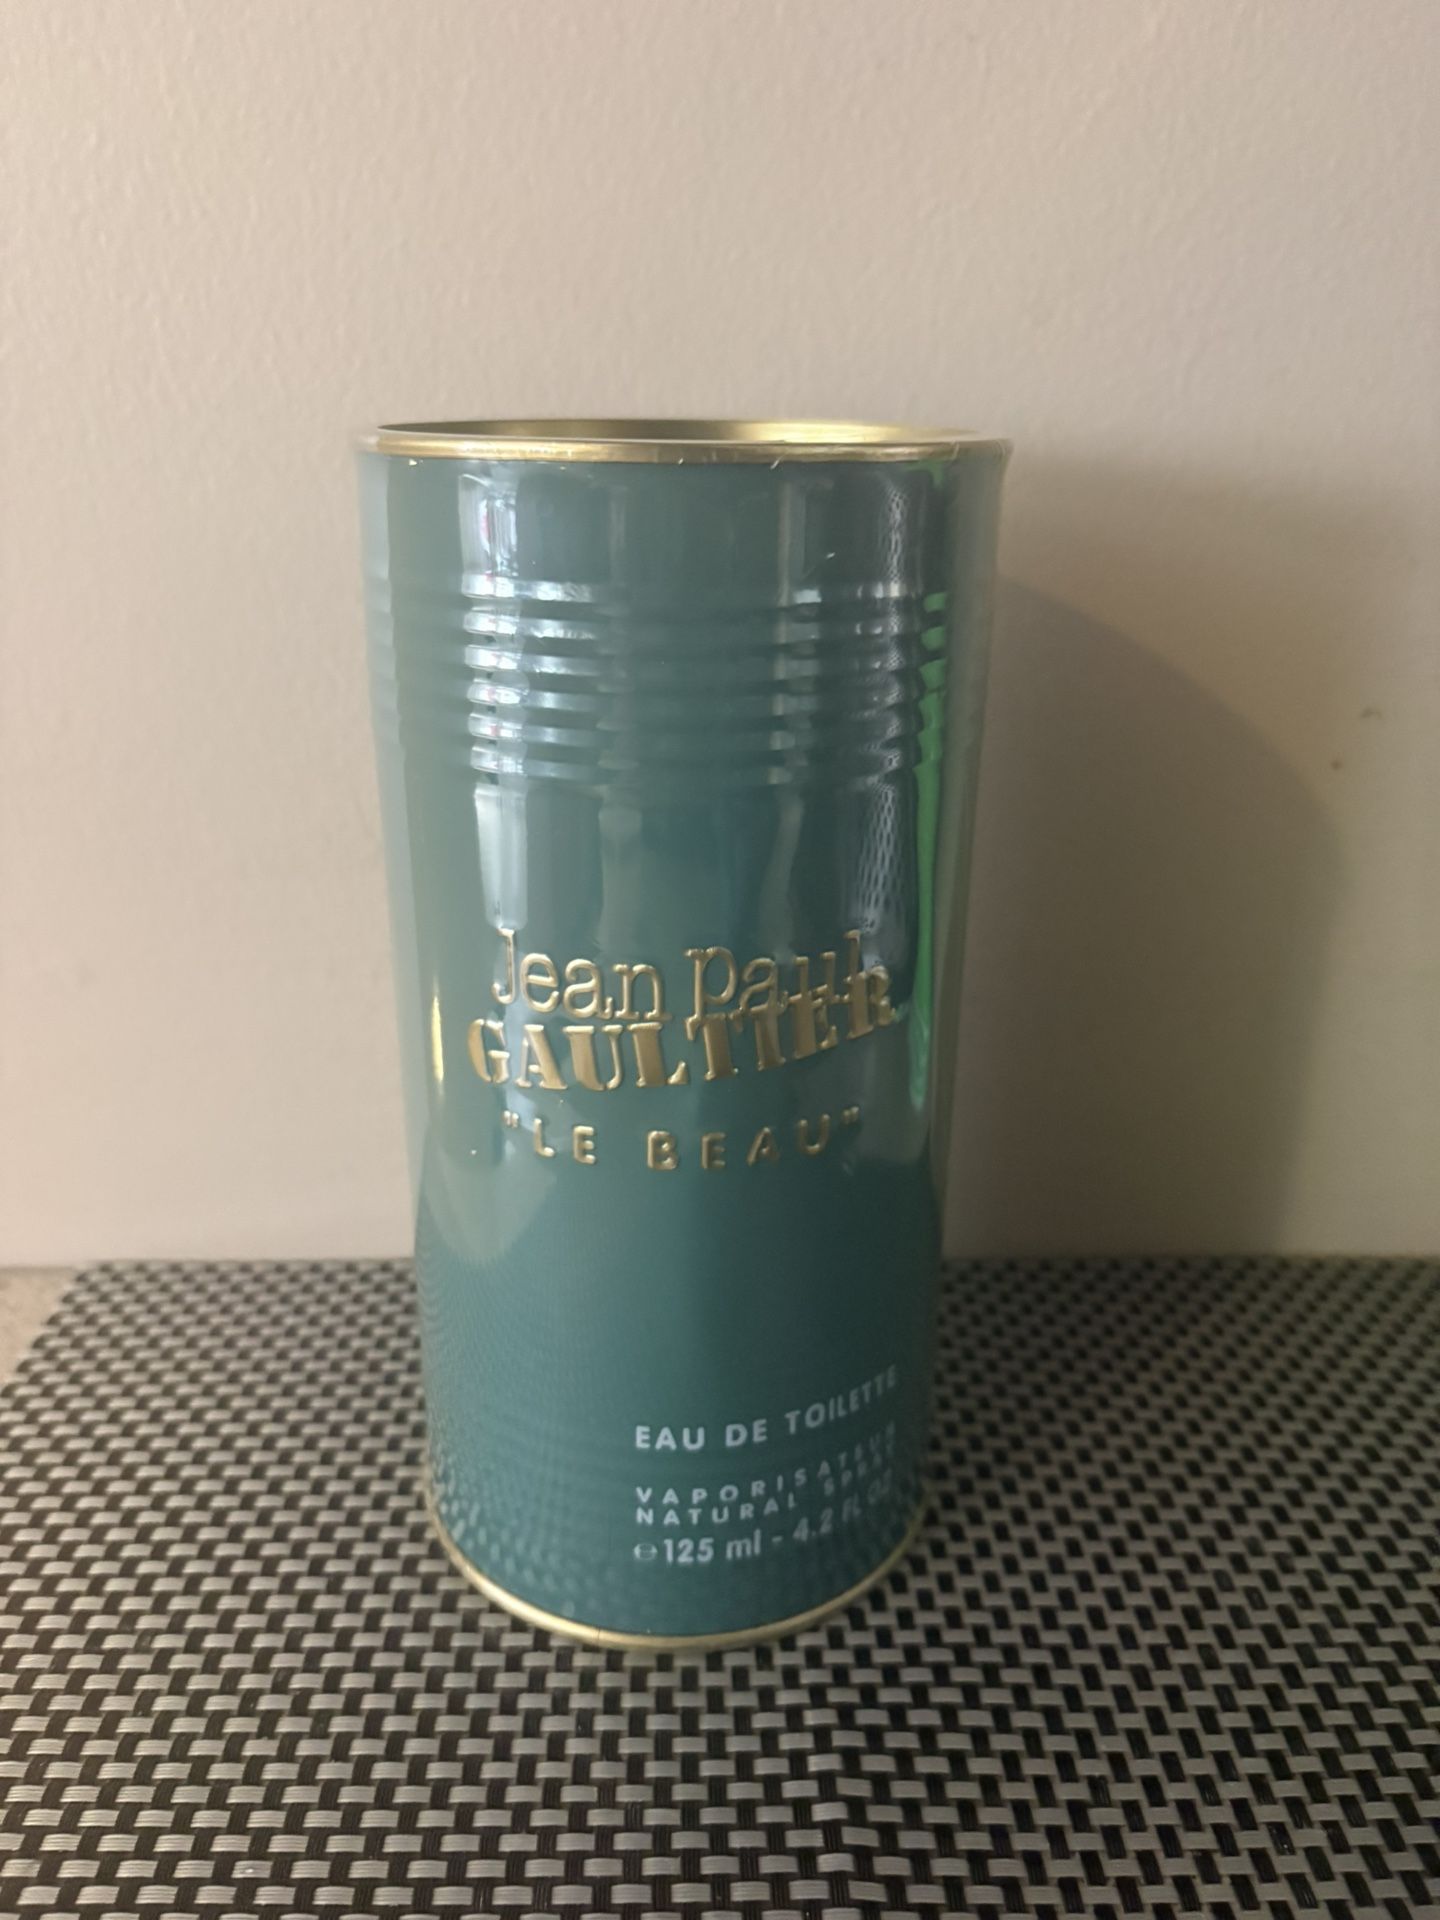 Jean Paul
GAULTIER
"LE BEAU"
EAU DE TOILETTE
VAPORISATEUR
NATURAL SPRAY
℮125 ml - 4.2 fl OZ